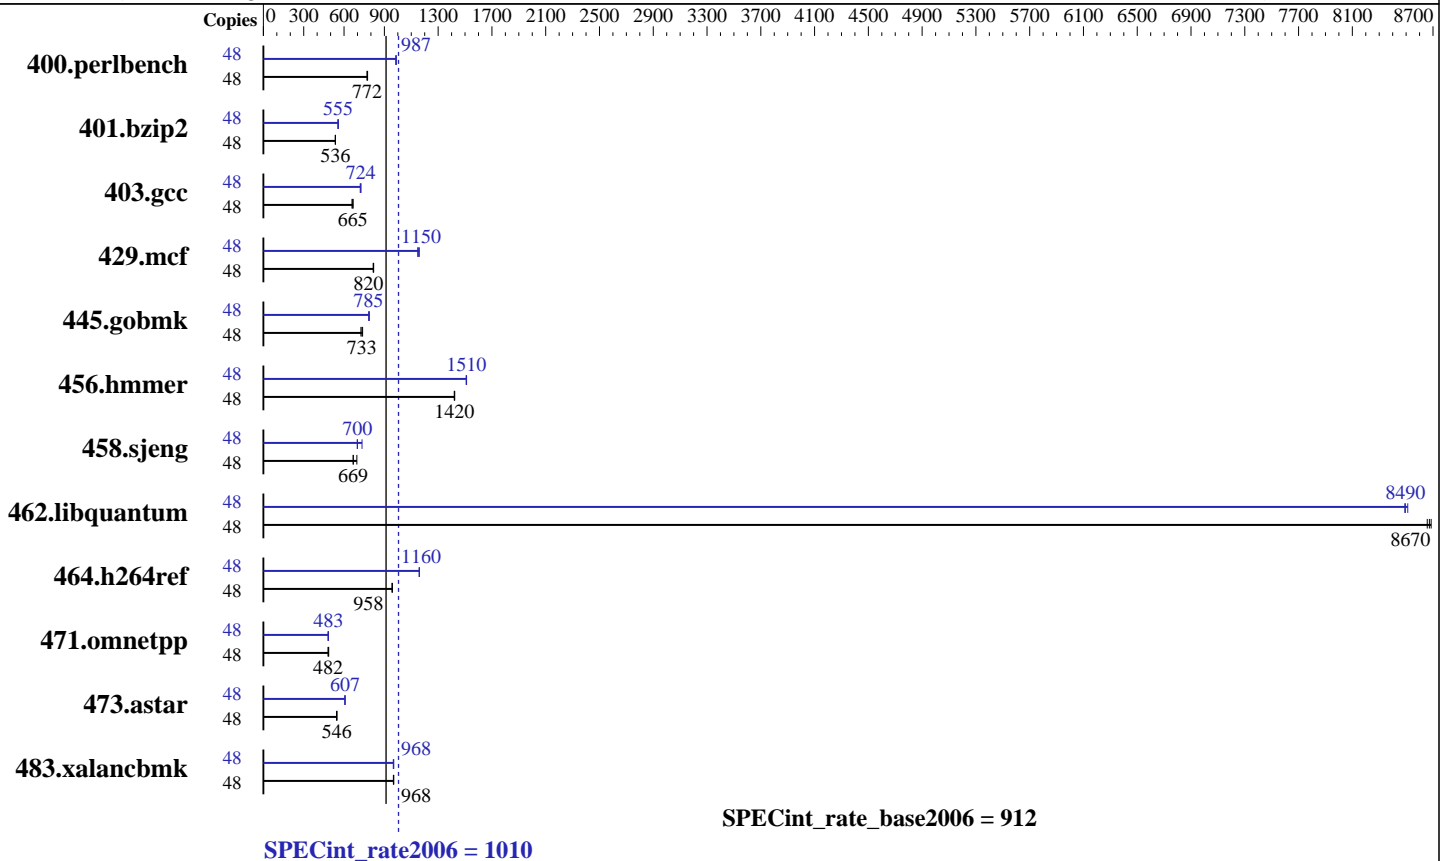 Copies 0 300 600 900 1300 1700 2100 2500 2900 3300 3700 4100 4500 4900 5300 5700 6100 6500 6900 7300 7700 8100 8700
400.perlbench 48 987
48 772
401.bzip2 48 555
48 536
403.gcc 48 724
48 665
429.mcf 48 1150
48 820
445.gobmk 48 785
48 733
456.hmmer 48 1510
48 1420
458.sjeng 48 700
48 669
462.libquantum 48 8490
48 8670
464.h264ref 48 1160
48 958
471.omnetpp 48 483
48 482
473.astar 48 607
48 546
483.xalancbmk 48 968
48 968
SPECint_rate_base2006 = 912
SPECint_rate2006 = 1010